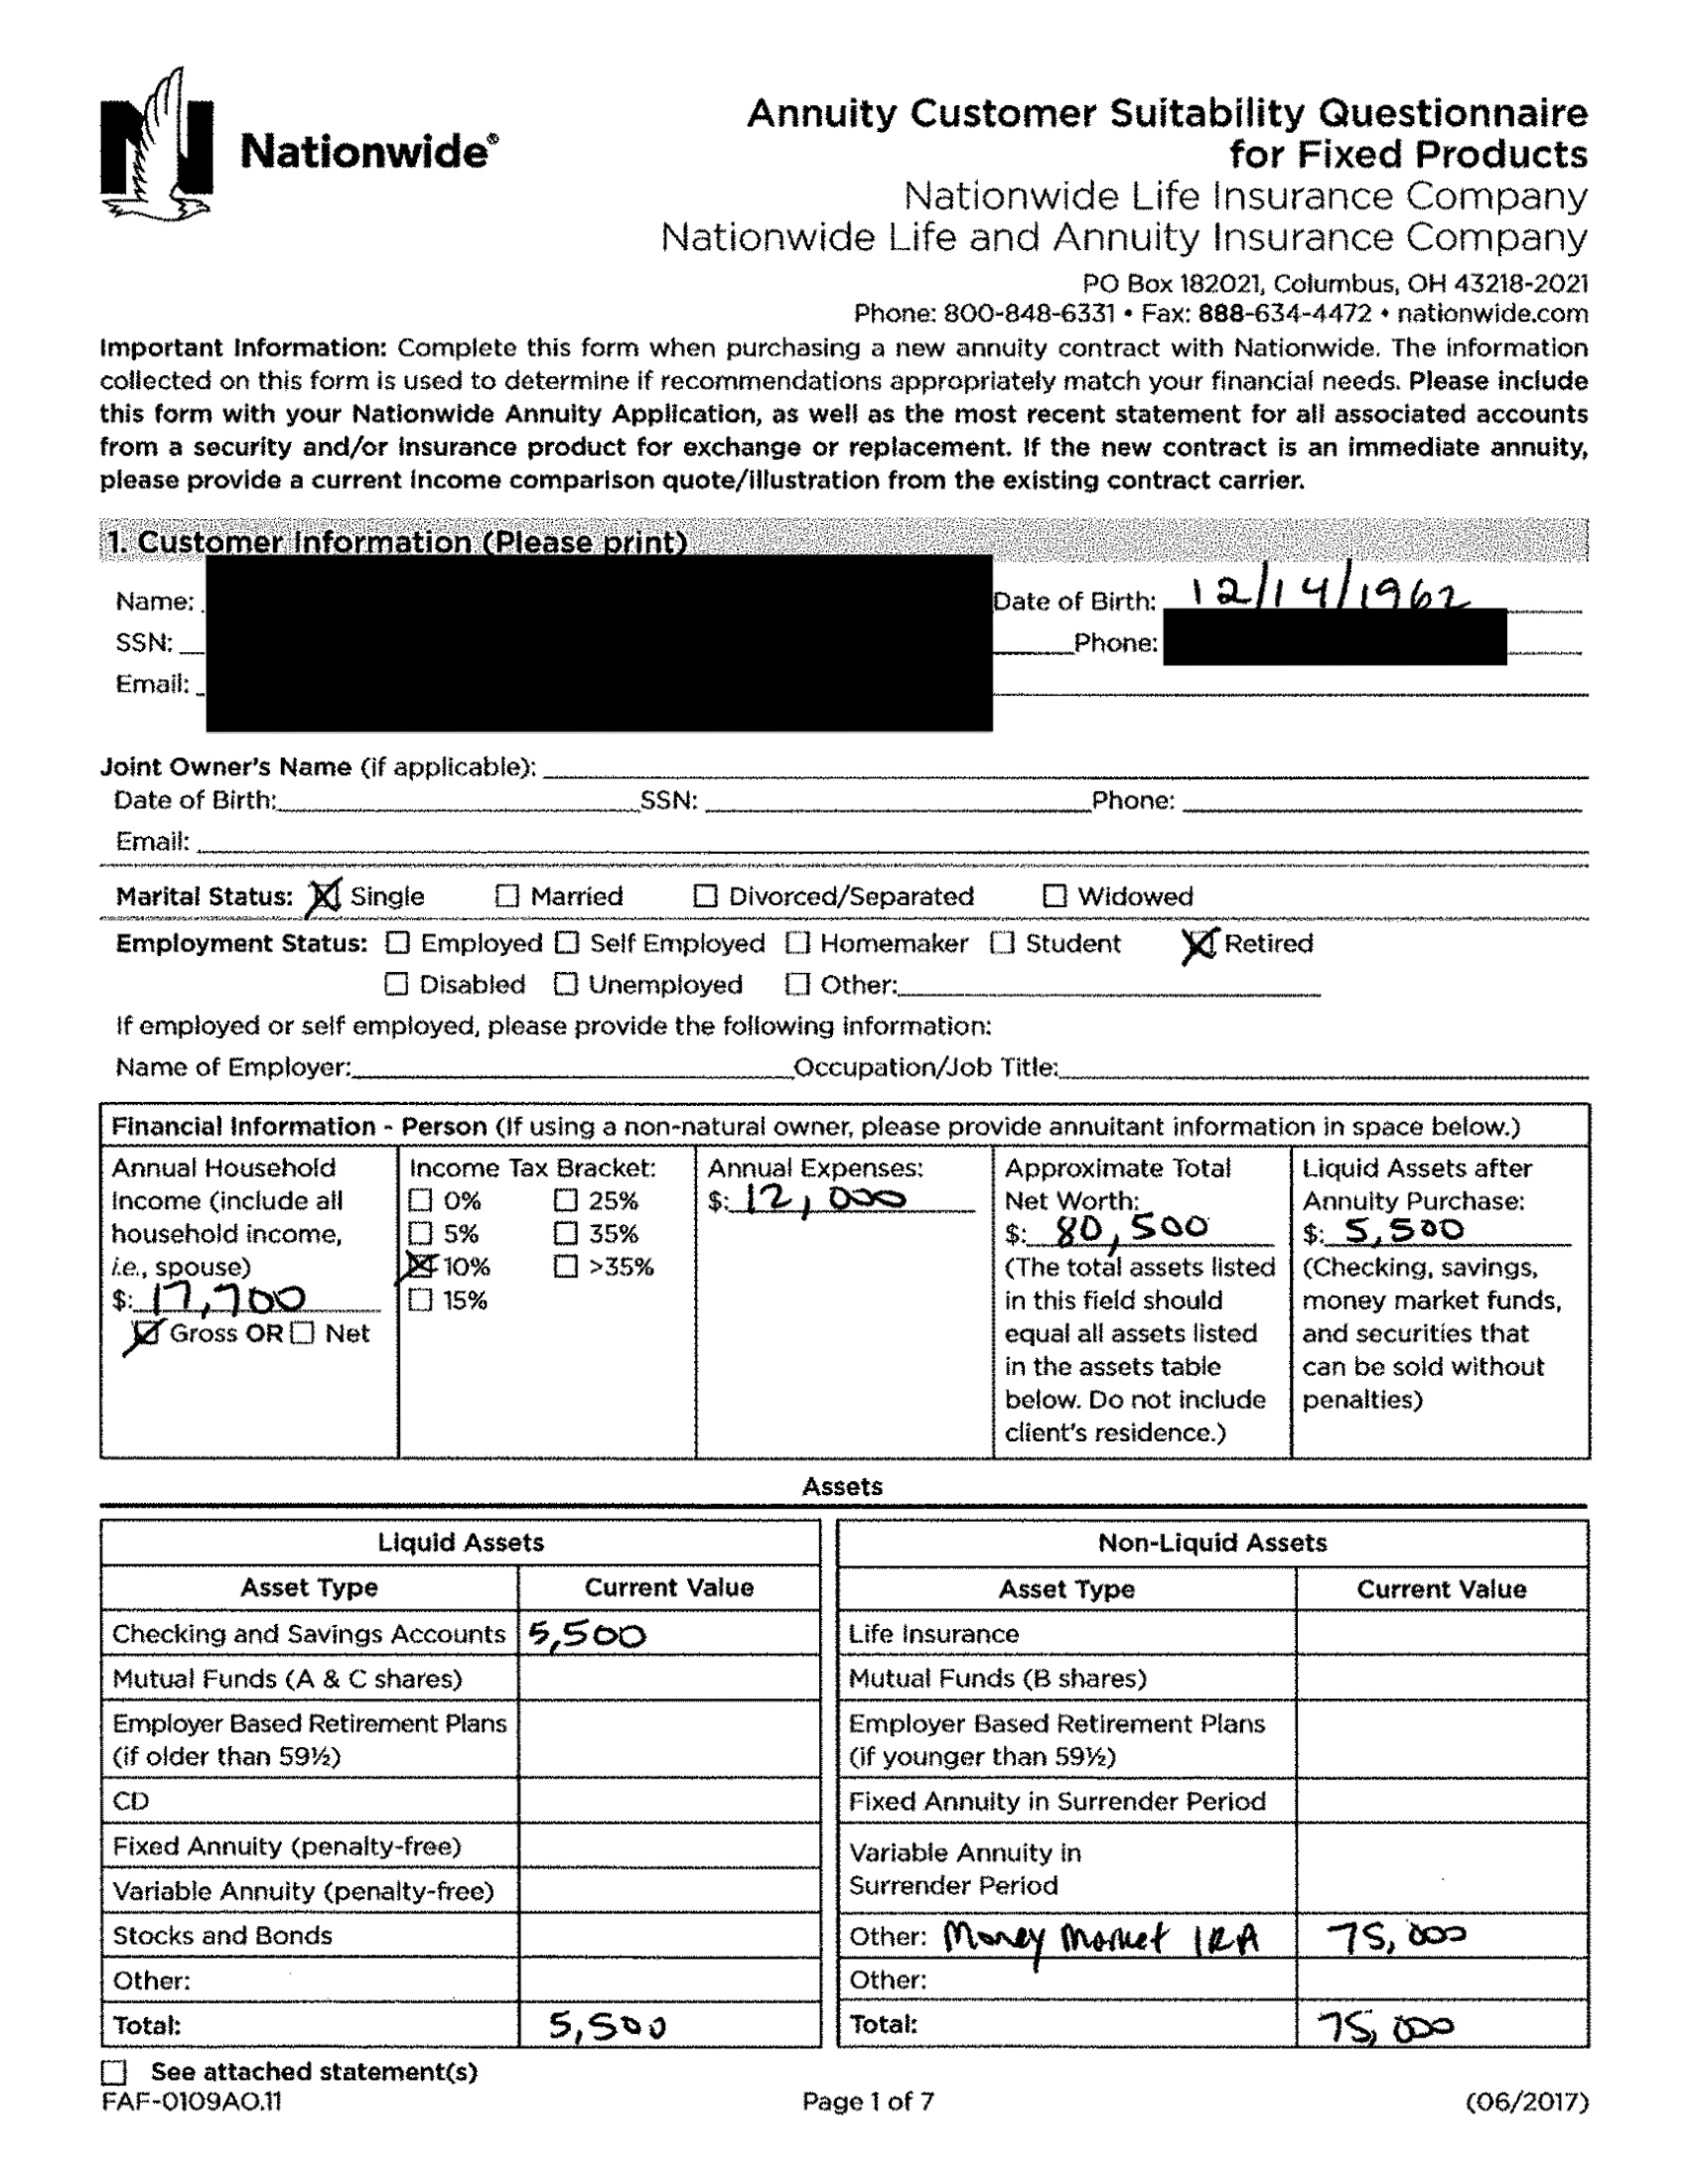 Nationwide®
Annuity Customer Suitability Questionnaire
for Fixed Products
Nationwide Life Insurance Company
Nationwide Life and Annuity Insurance Company
PO Box 182021, Columbus, OH 43218-2021
Phone: 800-848-6331 • Fax: 888-634-4472 • nationwide.com
Important Information: Complete this form when purchasing a new annuity contract with Nationwide. The information
collected on this form is used to determine if recommendations appropriately match your financial needs. Please include
this form with your Nationwide Annuity Application, as well as the most recent statement for all associated accounts
from a security and/or insurance product for exchange or replacement. If the new contract is an immediate annuity,
please provide a current income comparison quote/illustration from the existing contract carrier.
1. Customer Information (Please print)
Name: Date of Birth: 12/14/1962
SSN: Phone:
Email:
Joint Owner's Name (if applicable):
Date of Birth: SSN: Phone:
Email:
Marital Status: ☒ Single ☐ Married ☐ Divorced/Separated ☐ Widowed
Employment Status: ☐ Employed ☐ Self Employed ☐ Homemaker ☐ Student ☒ Retired
☐ Disabled ☐ Unemployed ☐ Other:
If employed or self employed, please provide the following information:
Name of Employer: Occupation/Job Title:
Financial Information - Person (If using a non-natural owner, please provide annuitant information in space below.)
Annual Household
Income (include all
household income,
i.e., spouse)
$: 17,700
☒ Gross OR ☐ Net
Income Tax Bracket:
☐ 0% ☐ 25%
☐ 5% ☐ 35%
☒ 10% ☐ >35%
☐ 15%
Annual Expenses:
$: 12,000
Approximate Total
Net Worth:
$: 80,500
(The total assets listed
in this field should
equal all assets listed
in the assets table
below. Do not include
client's residence.)
Liquid Assets after
Annuity Purchase:
$: 5,500
(Checking, savings,
money market funds,
and securities that
can be sold without
penalties)
Assets
Liquid Assets
Asset Type Current Value
Checking and Savings Accounts 5,500
Mutual Funds (A & C shares)
Employer Based Retirement Plans
(if older than 59½)
CD
Fixed Annuity (penalty-free)
Variable Annuity (penalty-free)
Stocks and Bonds
Other:
Total: 5,500
Non-Liquid Assets
Asset Type Current Value
Life Insurance
Mutual Funds (B shares)
Employer Based Retirement Plans
(if younger than 59½)
Fixed Annuity in Surrender Period
Variable Annuity in
Surrender Period
Other: Money Market IRA 75,000
Other:
Total: 75,000
☐ See attached statement(s)
FAF-0109AO.11 Page 1 of 7 (06/2017)